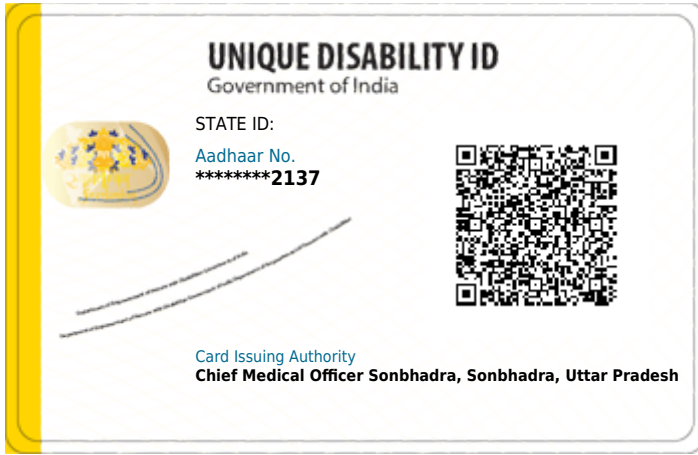 UNIQUE DISABILITY ID
Government of India
STATE ID:
Aadhaar No.
********2137
Card Issuing Authority
Chief Medical Officer Sonbhadra, Sonbhadra, Uttar Pradesh